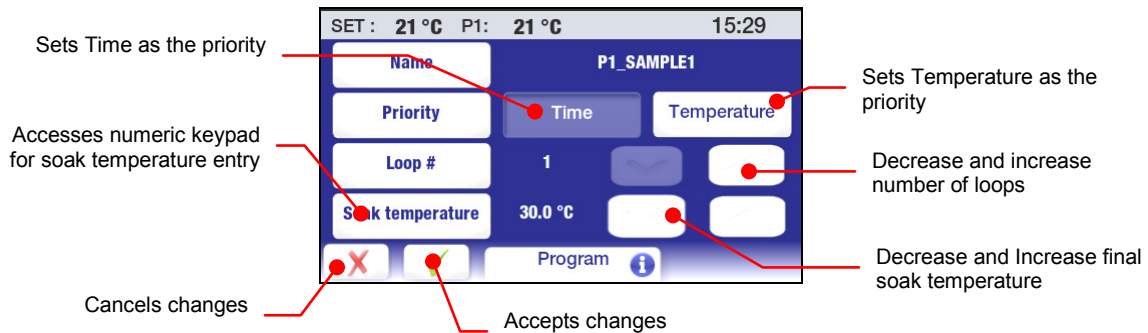 SET : 21 °C P1: 21 °C 15:29
Sets Time as the priority
Name P1_SAMPLE1
Sets Temperature as the
priority
Priority Time Temperature
Accesses numeric keypad
for soak temperature entry
Loop # 1
Decrease and increase
number of loops
Soak temperature 30.0 °C
Decrease and Increase final
soak temperature
Program i
Cancels changes
Accepts changes